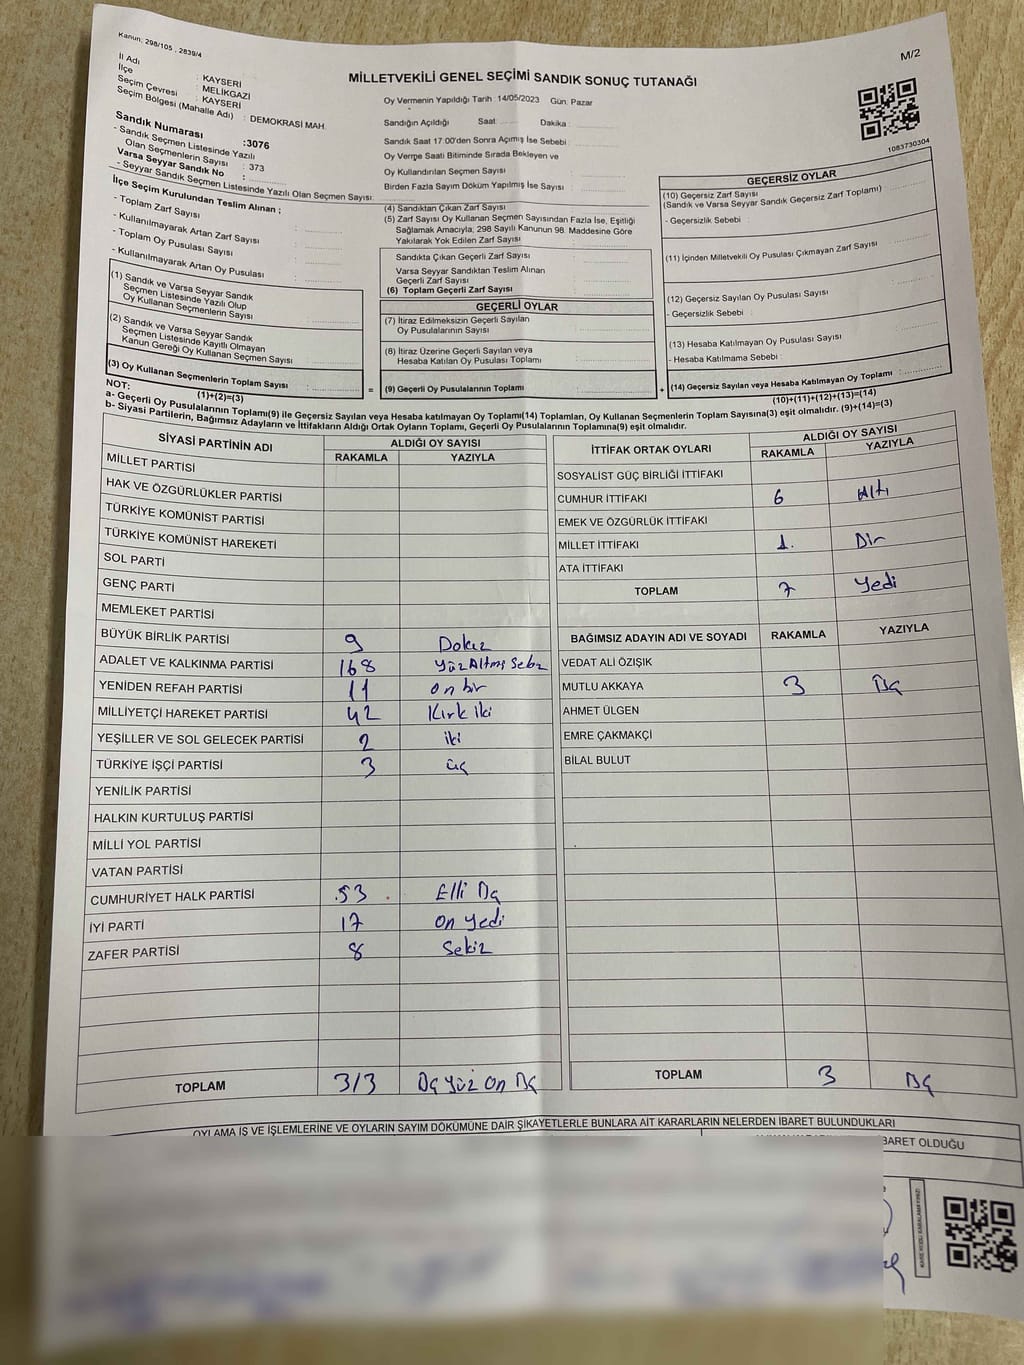 Kanun; 298/105 , 2839/4
M/2
MİLLETVEKİLİ GENEL SEÇİMİ SANDIK SONUÇ TUTANAĞI
İl Adı : KAYSERİ
İlçe : MELİKGAZİ
Seçim Çevresi : KAYSERİ
Seçim Bölgesi (Mahalle Adı) : DEMOKRASİ MAH.
Sandık Numarası :3076
- Sandık Seçmen Listesinde Yazılı
Olan Seçmenlerin Sayısı : 373
Varsa Seyyar Sandık No :
- Seyyar Sandık Seçmen Listesinde Yazılı Olan Seçmen Sayısı:
İlçe Seçim Kurulundan Teslim Alınan ;
- Toplam Zarf Sayısı :
- Kullanılmayarak Artan Zarf Sayısı :
- Toplam Oy Pusulası Sayısı :
- Kullanılmayarak Artan Oy Pusulası :
(1) Sandık ve Varsa Seyyar Sandık
Seçmen Listesinde Yazılı Olup
Oy Kullanan Seçmenlerin Sayısı :
(2) Sandık ve Varsa Seyyar Sandık
Seçmen Listesinde Kayıtlı Olmayan
Kanun Gereği Oy Kullanan Seçmen Sayısı :
(3) Oy Kullanan Seçmenlerin Toplam Sayısı :
(1)+(2)=(3)
Oy Vermenin Yapıldığı Tarih 14/05/2023 Gün: Pazar
Sandığın Açıldığı Saat: Dakika :
Sandık Saat 17:00'den Sonra Açımış İse Sebebi :
Oy Verme Saati Bitiminde Sırada Bekleyen ve
Oy Kullandırılan Seçmen Sayısı :
Birden Fazla Sayım Döküm Yapılmış İse Sayısı :
(4) Sandıktan Çıkan Zarf Sayısı :
(5) Zarf Sayısı Oy Kullanan Seçmen Sayısından Fazla İse, Eşitliği
Sağlamak Amacıyla; 298 Sayılı Kanunun 98. Maddesine Göre
Yakılarak Yok Edilen Zarf Sayısı :
Sandıkta Çıkan Geçerli Zarf Sayısı :
Varsa Seyyar Sandıktan Teslim Alınan
Geçerli Zarf Sayısı :
(6) Toplam Geçerli Zarf Sayısı :
GEÇERLİ OYLAR
(7) İtiraz Edilmeksizin Geçerli Sayılan
Oy Pusulalarının Sayısı :
(8) İtiraz Üzerine Geçerli Sayılan veya
Hesaba Katılan Oy Pusulası Toplamı :
= (9) Geçerli Oy Pusulalarının Toplamı :
1083730304
GEÇERSİZ OYLAR
(10) Geçersiz Zarf Sayısı :
(Sandık ve Varsa Seyyar Sandık Geçersiz Zarf Toplamı)
- Geçersizlik Sebebi :
(11) İçinden Milletvekili Oy Pusulası Çıkmayan Zarf Sayısı :
(12) Geçersiz Sayılan Oy Pusulası Sayısı :
- Geçersizlik Sebebi :
(13) Hesaba Katılmayan Oy Pusulası Sayısı :
- Hesaba Katılmama Sebebi :
+ (14) Geçersiz Sayılan veya Hesaba Katılmayan Oy Toplamı :
(10)+(11)+(12)+(13)=(14)
NOT:
a- Geçerli Oy Pusulalarının Toplamı(9) ile Geçersiz Sayılan veya Hesaba katılmayan Oy Toplamı(14) Toplamları, Oy Kullanan Seçmenlerin Toplam Sayısına(3) eşit olmalıdır. (9)+(14)=(3)
b- Siyasi Partilerin, Bağımsız Adayların ve İttifakların Aldığı Ortak Oyların Toplamı, Geçerli Oy Pusulalarının Toplamına(9) eşit olmalıdır.
SİYASİ PARTİNİN ADI ALDIĞI OY SAYISI
RAKAMLA YAZIYLA
MİLLET PARTİSİ
HAK VE ÖZGÜRLÜKLER PARTİSİ
TÜRKİYE KOMÜNİST PARTİSİ
TÜRKİYE KOMÜNİST HAREKETİ
SOL PARTİ
GENÇ PARTİ
MEMLEKET PARTİSİ
BÜYÜK BİRLİK PARTİSİ 9 Dokuz
ADALET VE KALKINMA PARTİSİ 168 Yüz Altmış Sekiz
YENİDEN REFAH PARTİSİ 11 on bir
MİLLİYETÇİ HAREKET PARTİSİ 42 Kırk iki
YEŞİLLER VE SOL GELECEK PARTİSİ 2 iki
TÜRKİYE İŞÇİ PARTİSİ 3 üç
YENİLİK PARTİSİ
HALKIN KURTULUŞ PARTİSİ
MİLLİ YOL PARTİSİ
VATAN PARTİSİ
CUMHURİYET HALK PARTİSİ 53 Elli Üç
İYİ PARTİ 17 On Yedi
ZAFER PARTİSİ 8 Sekiz
TOPLAM 313 Üç Yüz On Üç
İTTİFAK ORTAK OYLARI ALDIĞI OY SAYISI
RAKAMLA YAZIYLA
SOSYALİST GÜÇ BİRLİĞİ İTTİFAKI
CUMHUR İTTİFAKI 6 Altı
EMEK VE ÖZGÜRLÜK İTTİFAKI
MİLLET İTTİFAKI 1 Bir
ATA İTTİFAKI
TOPLAM 7 Yedi
BAĞIMSIZ ADAYIN ADI VE SOYADI RAKAMLA YAZIYLA
VEDAT ALİ ÖZIŞIK
MUTLU AKKAYA 3 Üç
AHMET ÜLGEN
EMRE ÇAKMAKÇİ
BİLAL BULUT
TOPLAM 3 Üç
OYLAMA İŞ VE İŞLEMLERİNE VE OYLARIN SAYIM DÖKÜMÜNE DAİR ŞİKAYETLERLE BUNLARA AİT KARARLARIN NELERDEN İBARET BULUNDUKLARI
İBARET OLDUĞU